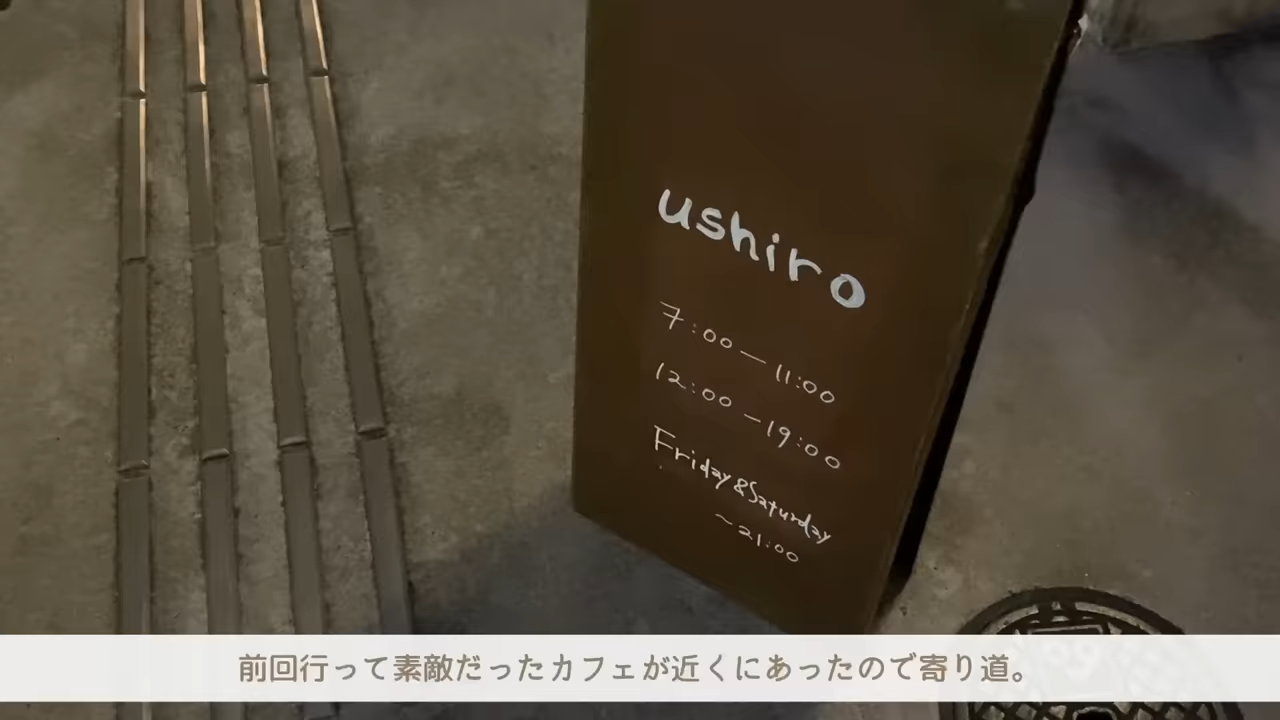 ushiro
7:00 — 11:00
12:00 — 19:00
Friday & Saturday
~21:00
前回行って素敵だったカフェが近くにあったので寄り道。